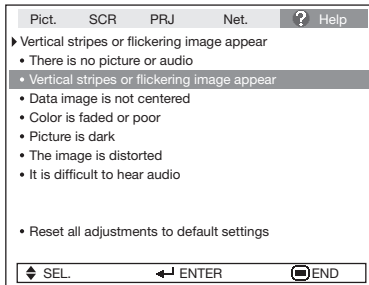 Pict. SCR PRJ Net. ? Help
Vertical stripes or flickering image appear
• There is no picture or audio
• Vertical stripes or flickering image appear
• Data image is not centered
• Color is faded or poor
• Picture is dark
• The image is distorted
• It is difficult to hear audio
• Reset all adjustments to default settings
SEL. ENTER END